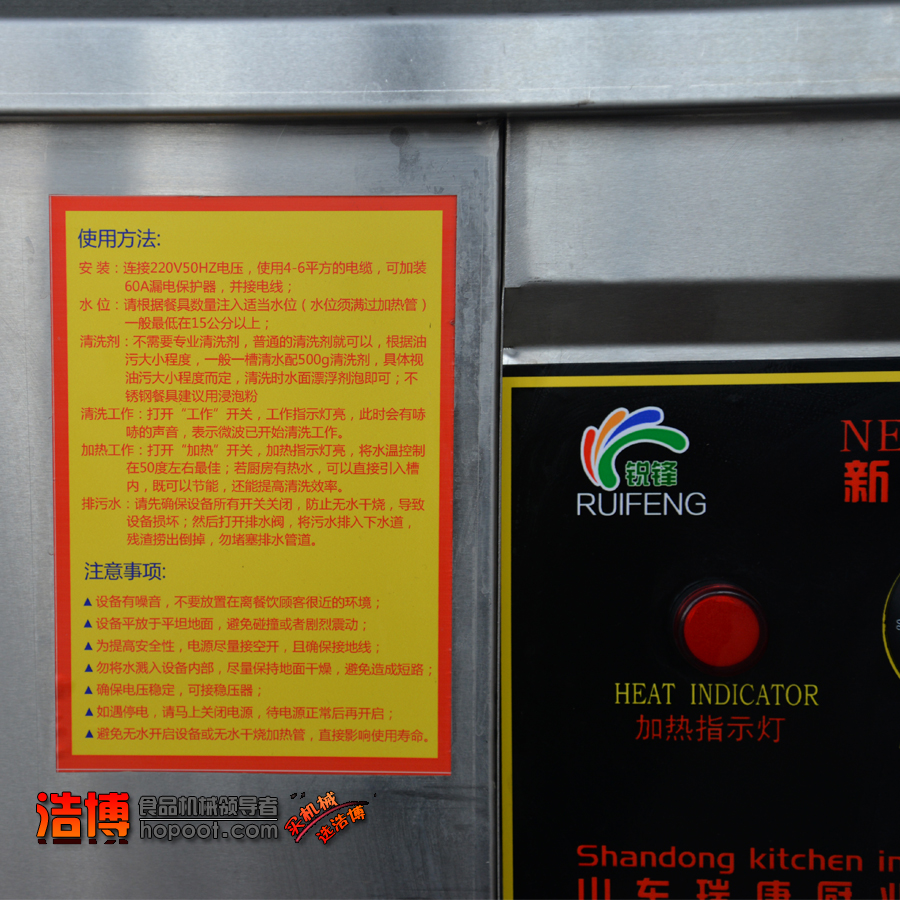 使用方法:
安 装：连接220V50HZ电压，使用4-6平方的电缆，可加装
60A漏电保护器，并接电线；
水 位：请根据餐具数量注入适当水位（水位须满过加热管）
一般最低在15公分以上；
清洗剂：不需要专业清洗剂，普通的清洗剂就可以，根据油
污大小程度，一般一槽清水配500g清洗剂，具体视
油污大小程度而定，清洗时水面漂浮剂泡即可；不
锈钢餐具建议用浸泡粉
清洗工作：打开“工作”开关，工作指示灯亮，此时会有哧
哧的声音，表示微波已开始清洗工作。
加热工作：打开“加热”开关，加热指示灯亮，将水温控制
在50度左右最佳；若厨房有热水，可以直接引入槽
内，既可以节能，还能提高清洗效率。
排污水：请先确保设备所有开关关闭，防止无水干烧，导致
设备损坏；然后打开排水阀，将污水排入下水道，
残渣捞出倒掉，勿堵塞排水管道。
注意事项:
▲设备有噪音，不要放置在离餐饮顾客很近的环境；
▲设备平放于平坦地面，避免碰撞或者剧烈震动；
▲为提高安全性，电源尽量接空开，且确保接地线；
▲勿将水溅入设备内部，尽量保持地面干燥，避免造成短路；
▲确保电压稳定，可接稳压器；
▲如遇停电，请马上关闭电源，待电源正常后再开启；
▲避免无水开启设备或无水干烧加热管，直接影响使用寿命。
锐锋
RUIFENG
NE
新
HEAT INDICATOR
加热指示灯
Shandong kitchen in
山东瑞康厨业
浩博
食品机械领导者
hopoot.com
买机械
选浩博